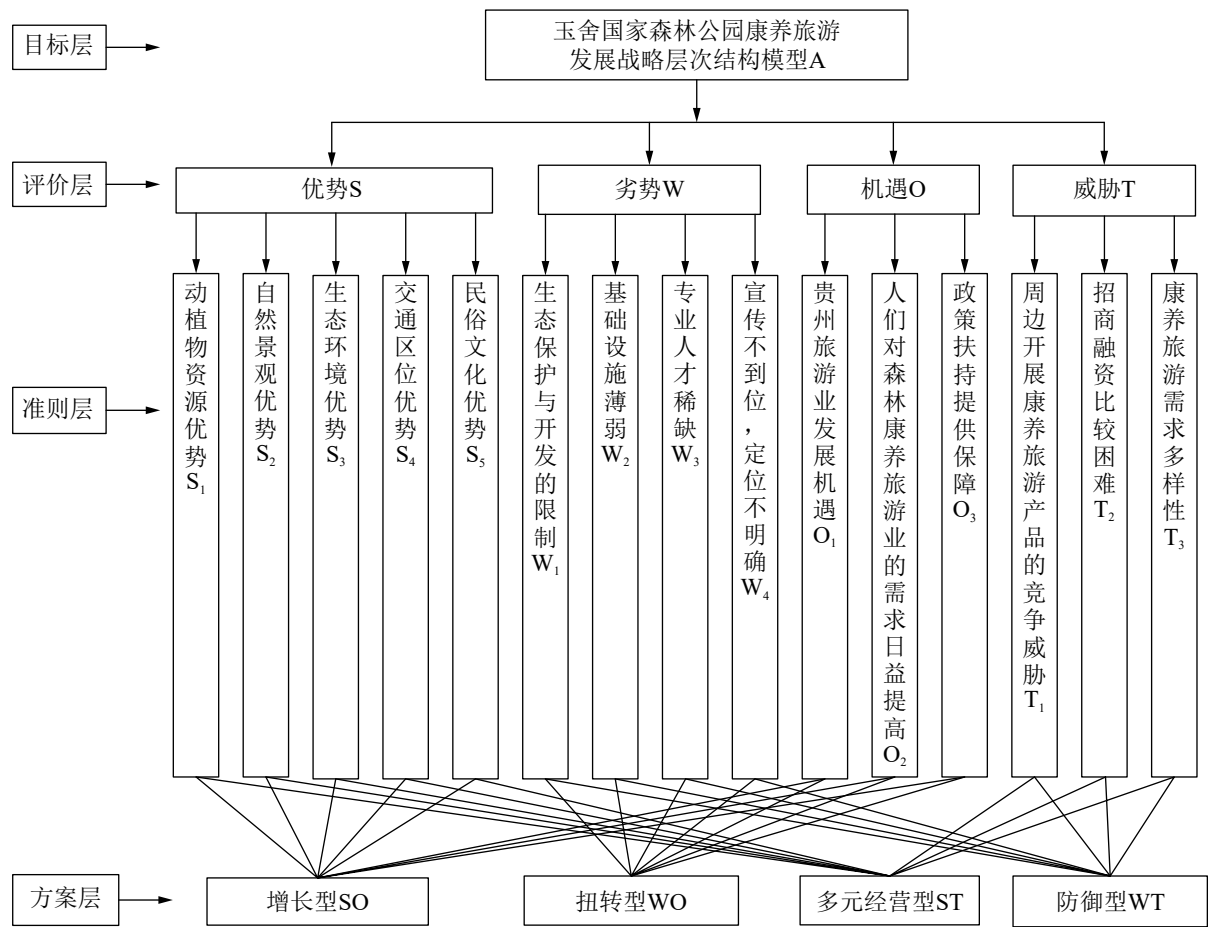 目标层
玉舍国家森林公园康养旅游
发展战略层次结构模型A
评价层
优势S
劣势W
机遇O
威胁T
准则层
动植物资源优势S₁
自然景观优势S₂
生态环境优势S₃
交通区位优势S₄
民俗文化优势S₅
生态保护与开发的限制W₁
基础设施薄弱W₂
专业人才稀缺W₃
宣传不到位，定位不明确W₄
贵州旅游业发展机遇O₁
人们对森林康养旅游业的需求日益提高O₂
政策扶持提供保障O₃
周边开展康养旅游产品的竞争威胁T₁
招商融资比较困难T₂
康养旅游需求多样性T₃
方案层
增长型SO
扭转型WO
多元经营型ST
防御型WT